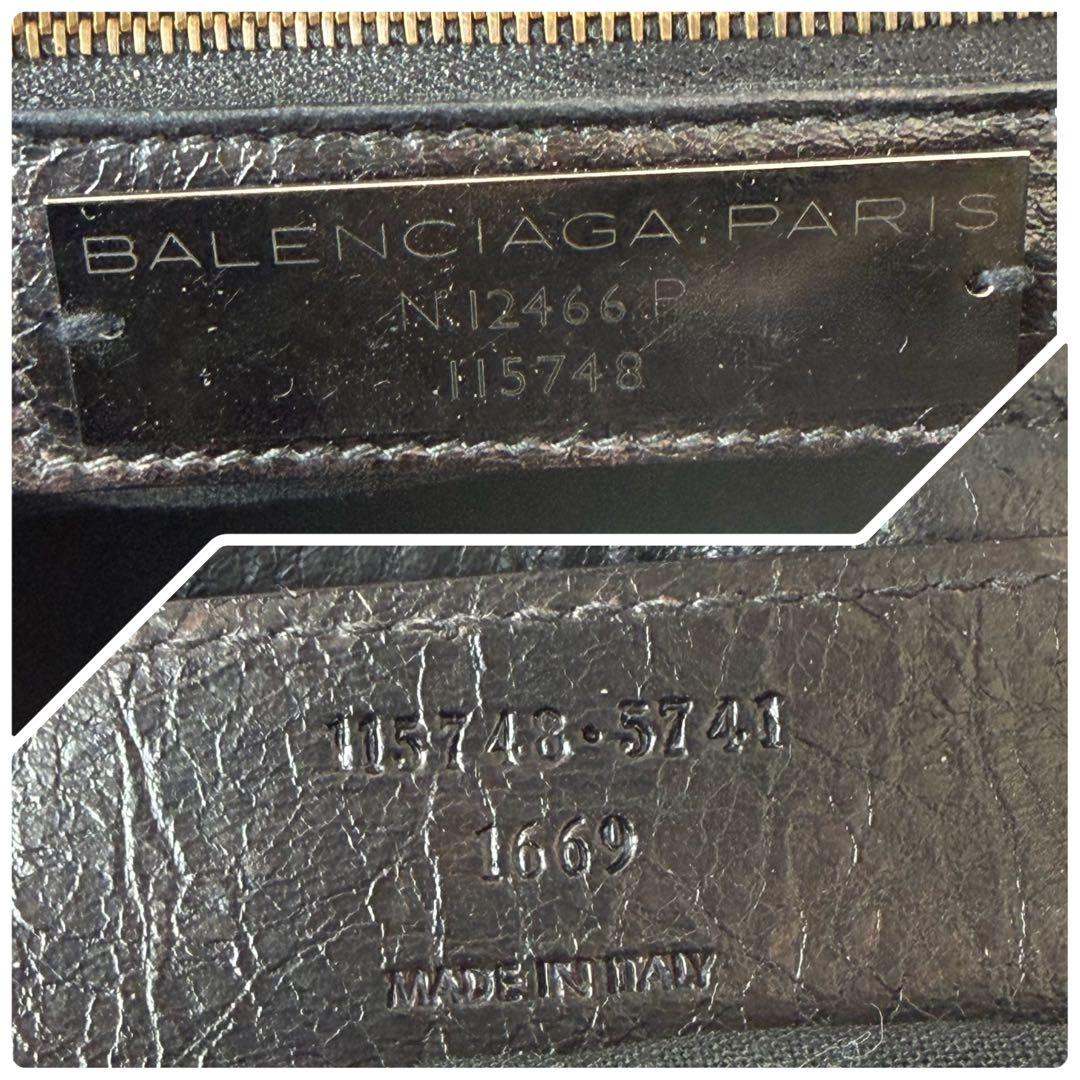 BALENCIAGA.PARIS
N.12466 P
115748
115748•5741
1669
MADE IN ITALY